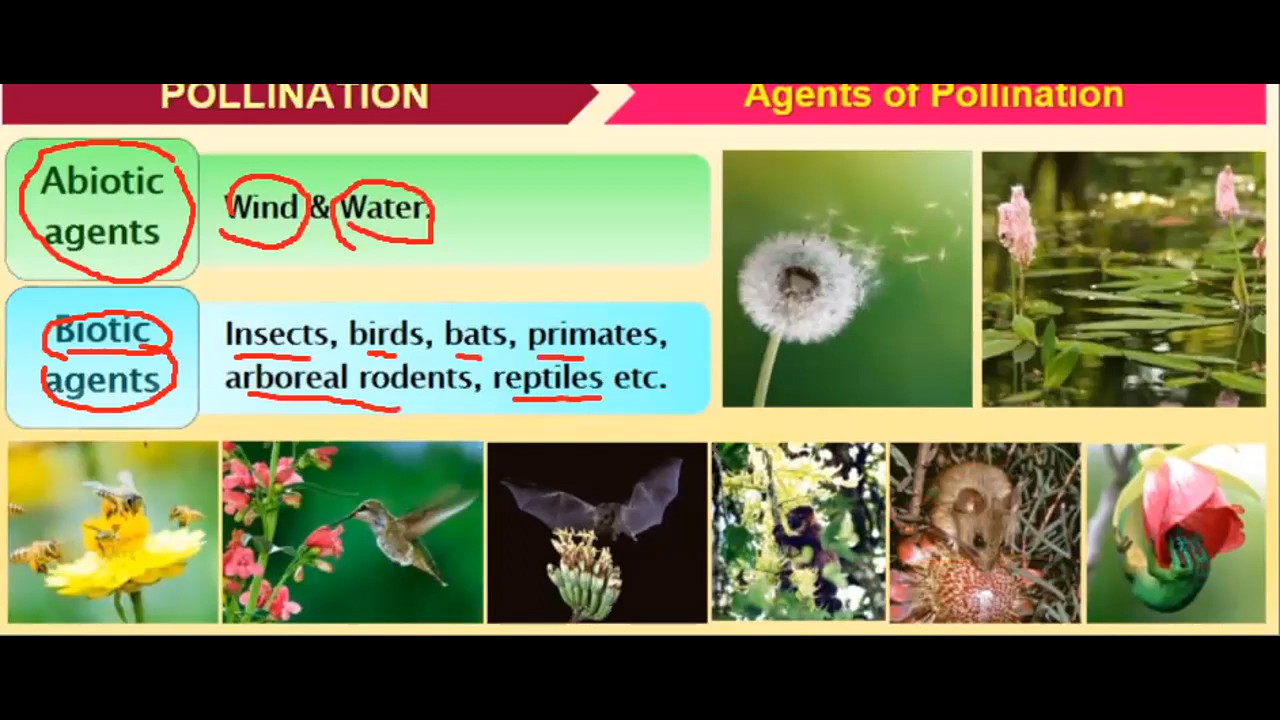 POLLINATION
Agents of Pollination
Abiotic
agents
Wind & Water.
Biotic
agents
Insects, birds, bats, primates,
arboreal rodents, reptiles etc.